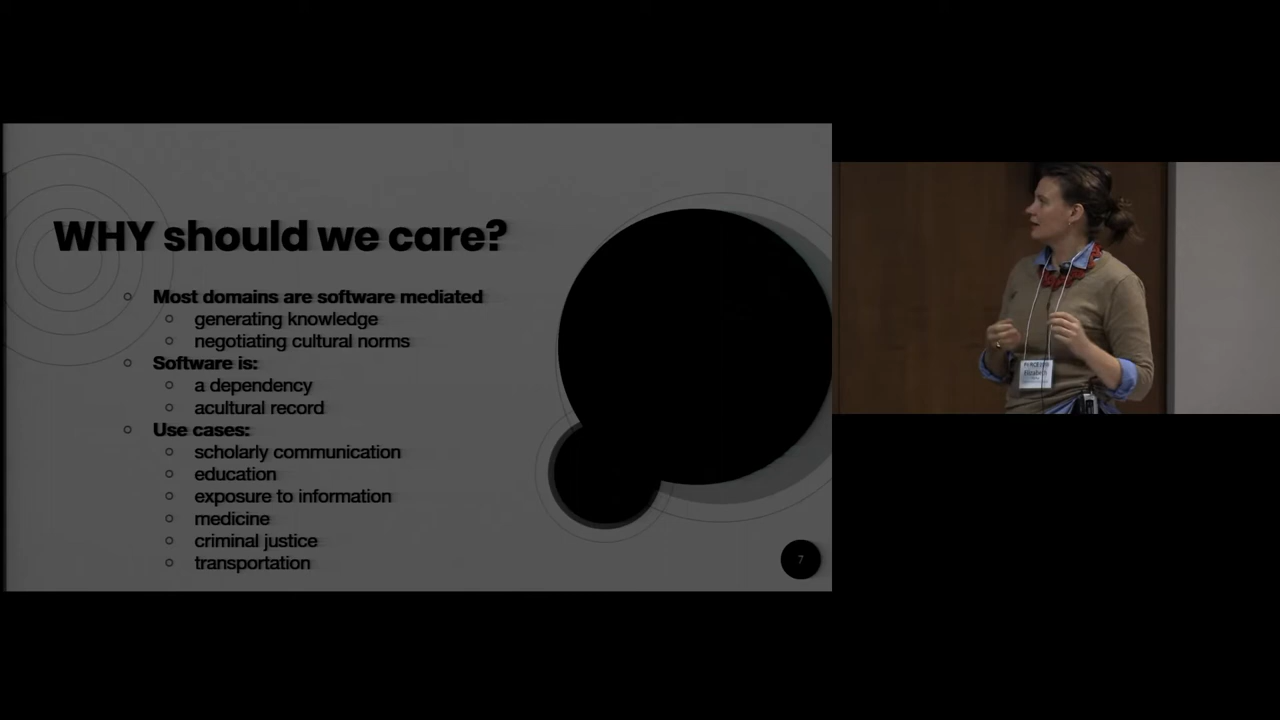 WHY should we care?
Most domains are software mediated
generating knowledge
negotiating cultural norms
Software is:
a dependency
acultural record
Use cases:
scholarly communication
education
exposure to information
medicine
criminal justice
transportation
7
Elizabeth